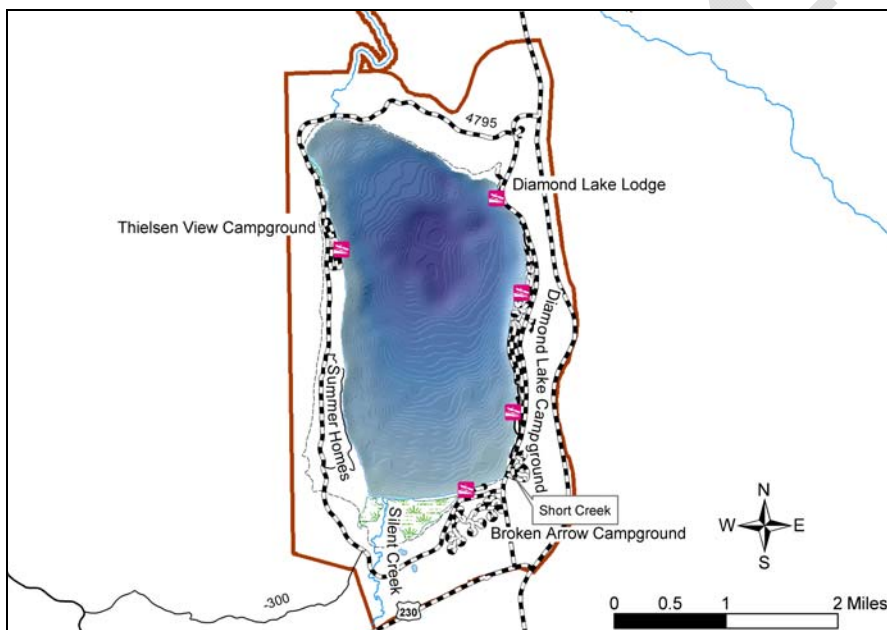 4795
Diamond Lake Lodge
Thielsen View Campground
Diamond Lake Campground
Summer Homes
Short Creek
Silent Creek
Broken Arrow Campground
N
W E
S
-300
230
0 0.5 1 2 Miles